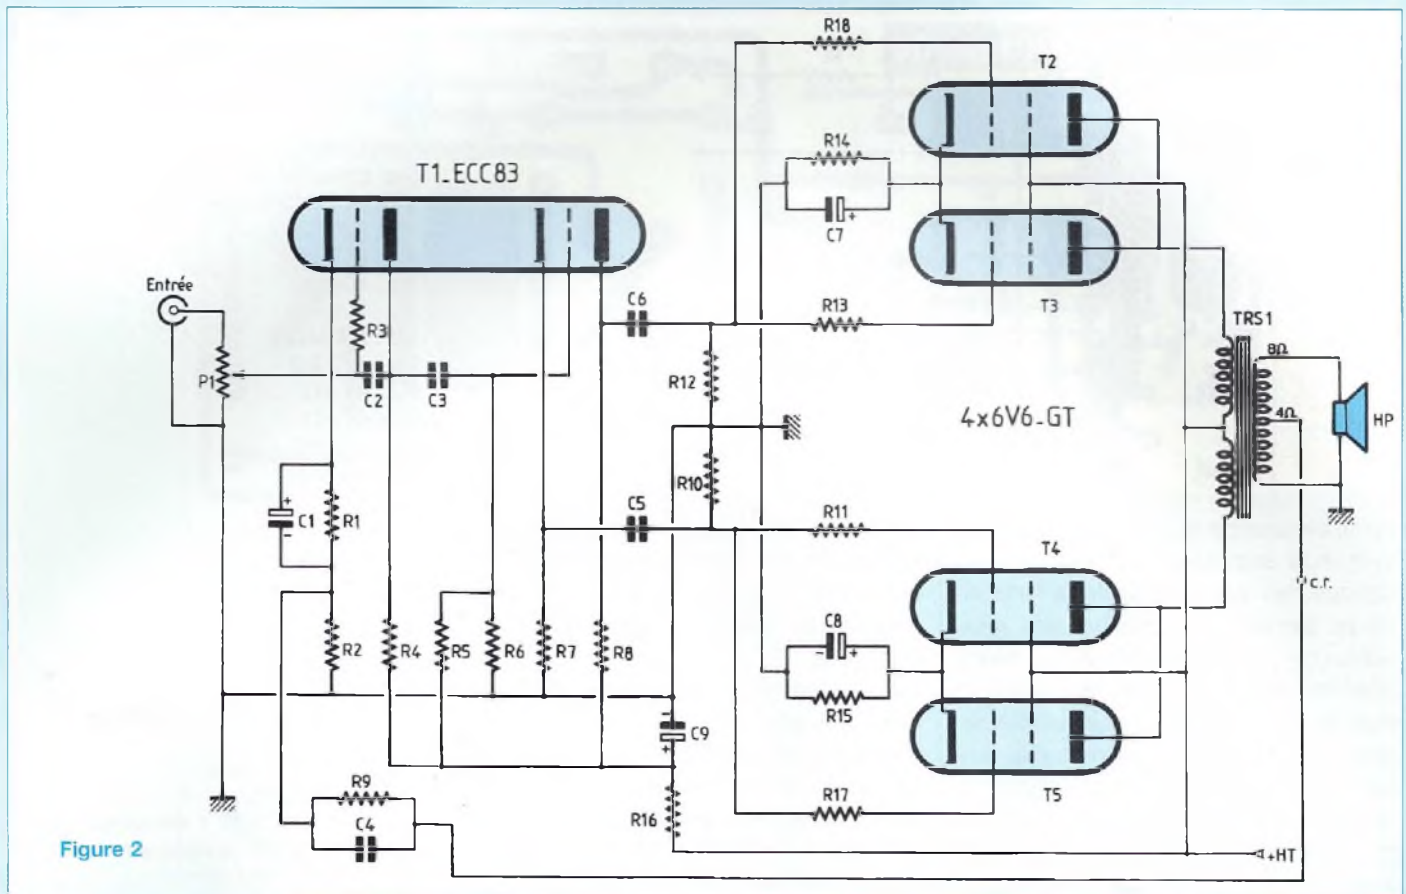 R18
T2
R14
C7
+
T1_ECC83
Entrée
P1
R3
C2
C3
C6
R13
T3
TRS1
8Ω
4Ω
HP
R12
4x6V6_GT
R10
C5
R11
T4
+
C1
-
R1
c.r.
R2
R4
R5
R6
R7
R8
C8
- +
R15
-
C9
+
R9
C4
R16
R17
T5
+HT
Figure 2